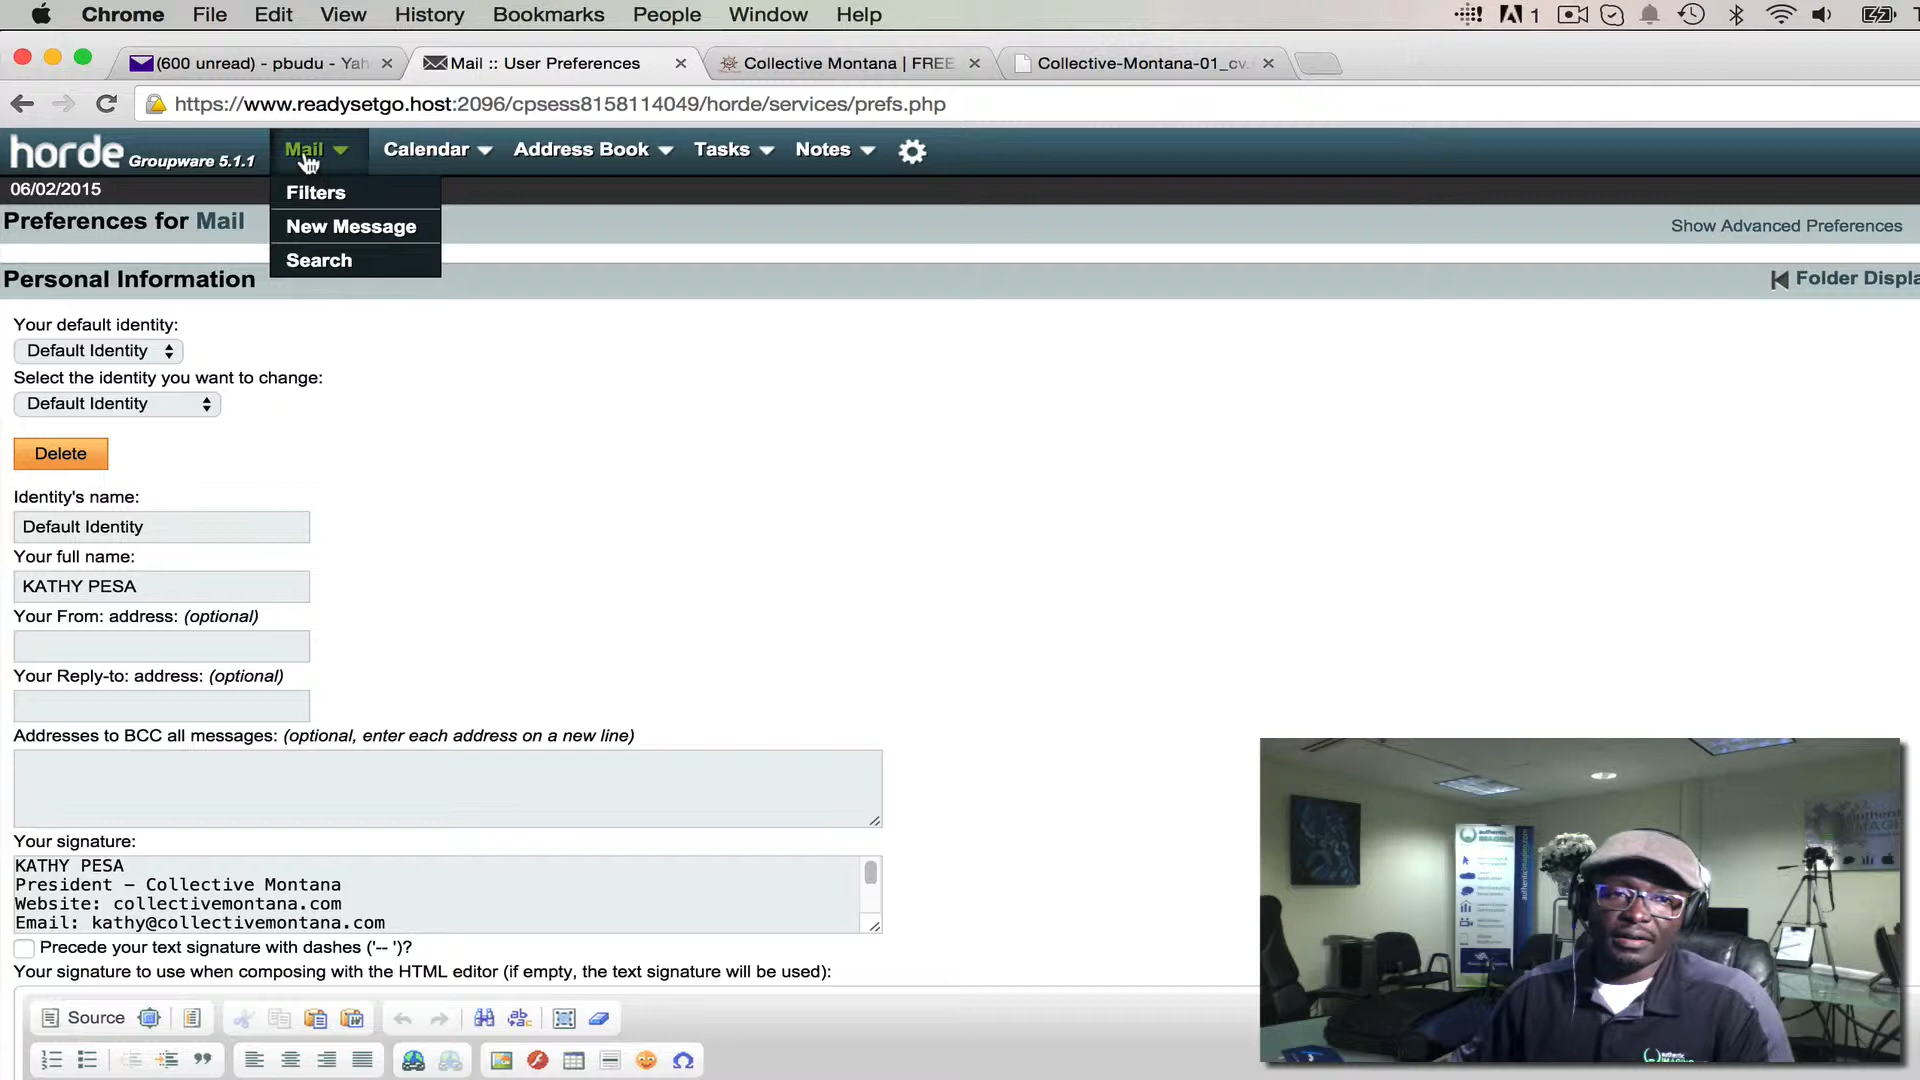 Chrome File Edit View History Bookmarks People Window Help 1
(600 unread) - pbudu - Yah Mail :: User Preferences Collective Montana | FREE Collective-Montana-01_cv.
https://www.readysetgo.host:2096/cpsess8158114049/horde/services/prefs.php
horde Groupware 5.1.1 Mail Calendar Address Book Tasks Notes
06/02/2015
Filters
Preferences for Mail Show Advanced Preferences
New Message
Search
Personal Information Folder Displa
Your default identity:
Default Identity
Select the identity you want to change:
Default Identity
Delete
Identity's name:
Default Identity
Your full name:
KATHY PESA
Your From: address: (optional)
Your Reply-to: address: (optional)
Addresses to BCC all messages: (optional, enter each address on a new line)
Your signature:
KATHY PESA
President – Collective Montana
Website: collectivemontana.com
Email: kathy@collectivemontana.com
Precede your text signature with dashes ('-- ')?
Your signature to use when composing with the HTML editor (if empty, the text signature will be used):
Source
authentic
IMAGING